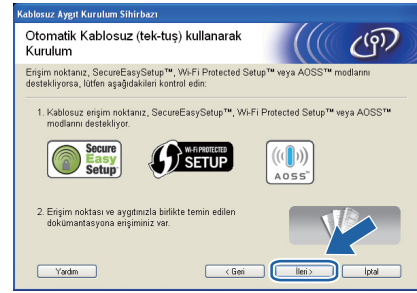 Kablosuz Aygıt Kurulum Sihirbazı
Otomatik Kablosuz (tek-tuş) kullanarak
Kurulum
Erişim noktanız, SecureEasySetup™, Wi-Fi Protected Setup™ veya AOSS™ modlarını
destekliyorsa, lütfen aşağıdakileri kontrol edin:
1. Kablosuz erişim noktanız, SecureEasySetup™, Wi-Fi Protected Setup™ veya AOSS™
modlarını destekliyor.
Secure
Easy
Setup
WI-FI PROTECTED
SETUP
AOSS™
2. Erişim noktası ve aygıtınızla birlikte temin edilen
dokümantasyona erişiminiz var.
Yardım
< Geri
İleri >
İptal